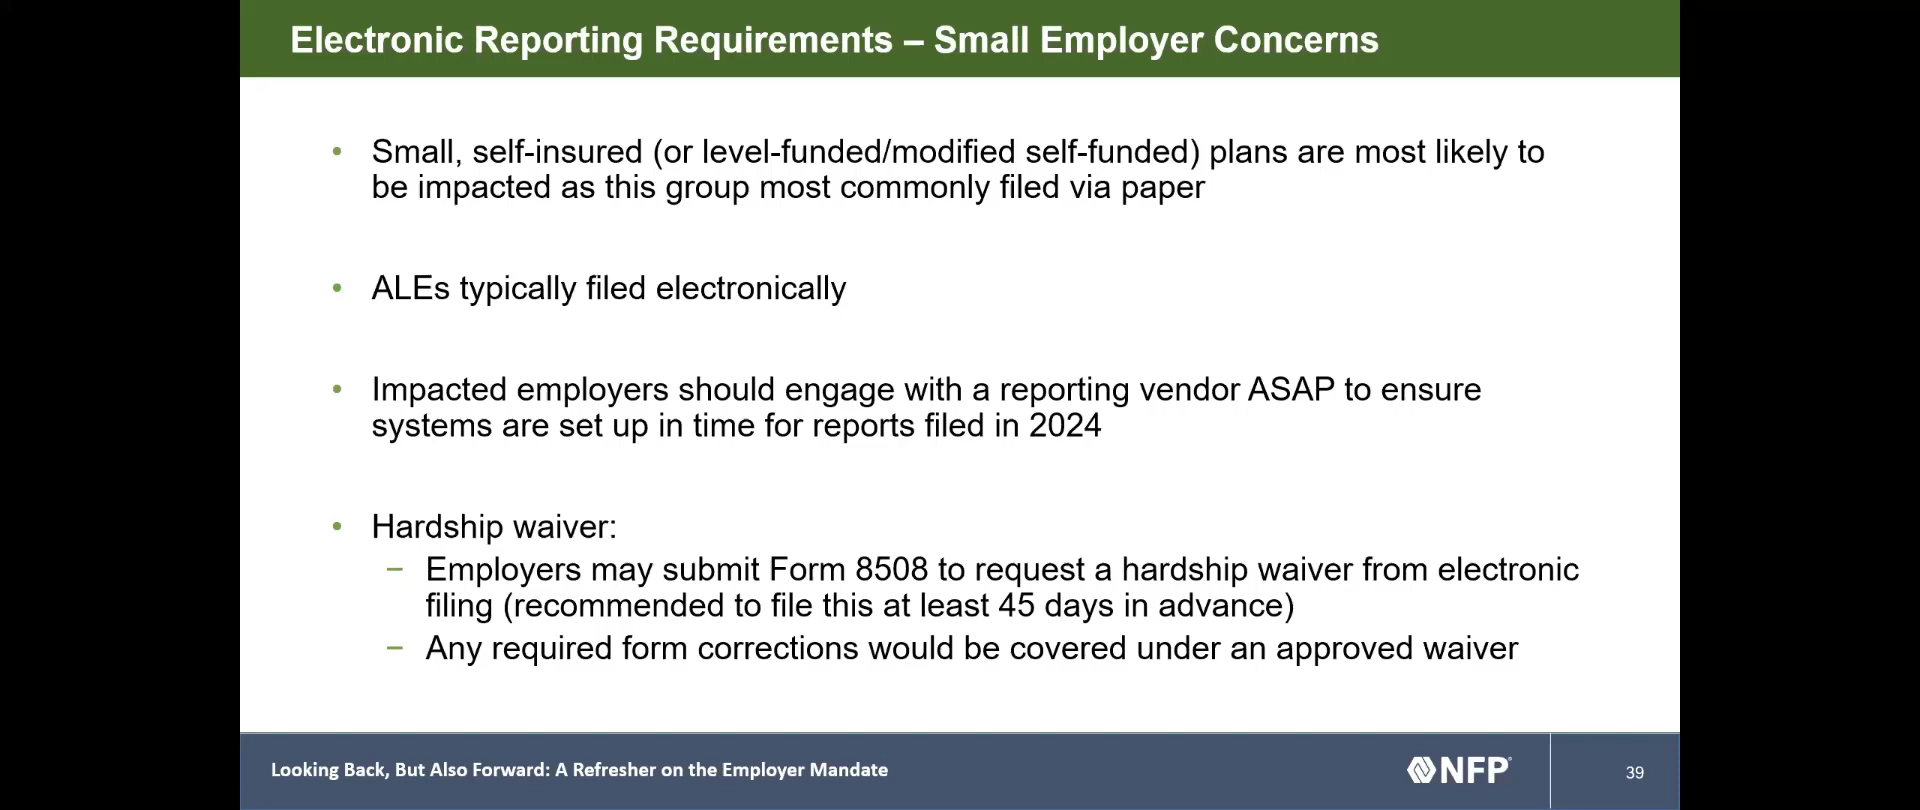 Electronic Reporting Requirements – Small Employer Concerns
• Small, self-insured (or level-funded/modified self-funded) plans are most likely to
be impacted as this group most commonly filed via paper
• ALEs typically filed electronically
• Impacted employers should engage with a reporting vendor ASAP to ensure
systems are set up in time for reports filed in 2024
• Hardship waiver:
– Employers may submit Form 8508 to request a hardship waiver from electronic
filing (recommended to file this at least 45 days in advance)
– Any required form corrections would be covered under an approved waiver
Looking Back, But Also Forward: A Refresher on the Employer Mandate
NFP®
39